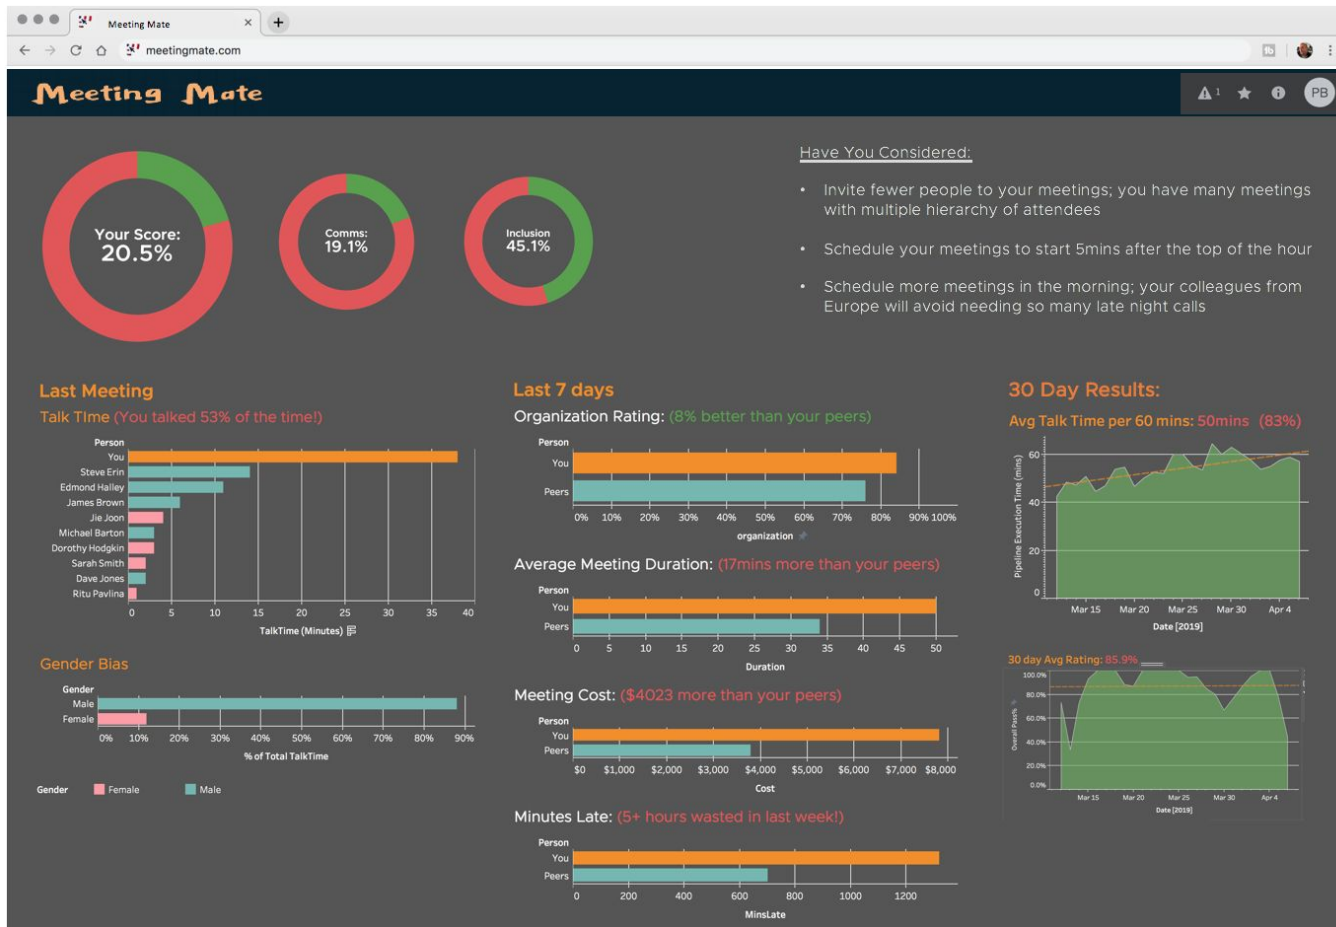 Meeting Mate
meetingmate.com
Meeting Mate
1
PB
Your Score:
20.5%
Comms:
19.1%
Inclusion
45.1%
Have You Considered:
• Invite fewer people to your meetings; you have many meetings
with multiple hierarchy of attendees
• Schedule your meetings to start 5mins after the top of the hour
• Schedule more meetings in the morning; your colleagues from
Europe will avoid needing so many late night calls
Last Meeting
Talk TIme (You talked 53% of the time!)
Person
You
Steve Erin
Edmond Halley
James Brown
Jie Joon
Michael Barton
Dorothy Hodgkin
Sarah Smith
Dave Jones
Ritu Pavlina
0 5 10 15 20 25 30 35 40
TalkTime (Minutes)
Gender Bias
Gender
Male
Female
0% 10% 20% 30% 40% 50% 60% 70% 80% 90%
% of Total TalkTime
Gender Female Male
Last 7 days
Organization Rating: (8% better than your peers)
Person
You
Peers
0% 10% 20% 30% 40% 50% 60% 70% 80% 90% 100%
organization
Average Meeting Duration: (17mins more than your peers)
Person
You
Peers
0 5 10 15 20 25 30 35 40 45 50
Duration
Meeting Cost: ($4023 more than your peers)
Person
You
Peers
$0 $1,000 $2,000 $3,000 $4,000 $5,000 $6,000 $7,000 $8,000
Cost
Minutes Late: (5+ hours wasted in last week!)
Person
You
Peers
0 200 400 600 800 1000 1200
MinsLate
30 Day Results:
Avg Talk Time per 60 mins: 50mins (83%)
Pipeline Execution Time (mins)
60
40
20
0
Mar 15 Mar 20 Mar 25 Mar 30 Apr 4
Date [2019]
30 day Avg Rating: 85.9%
Overall Pass%
100.0%
80.0%
60.0%
40.0%
20.0%
0.0%
Mar 15 Mar 20 Mar 25 Mar 30 Apr 4
Date [2019]